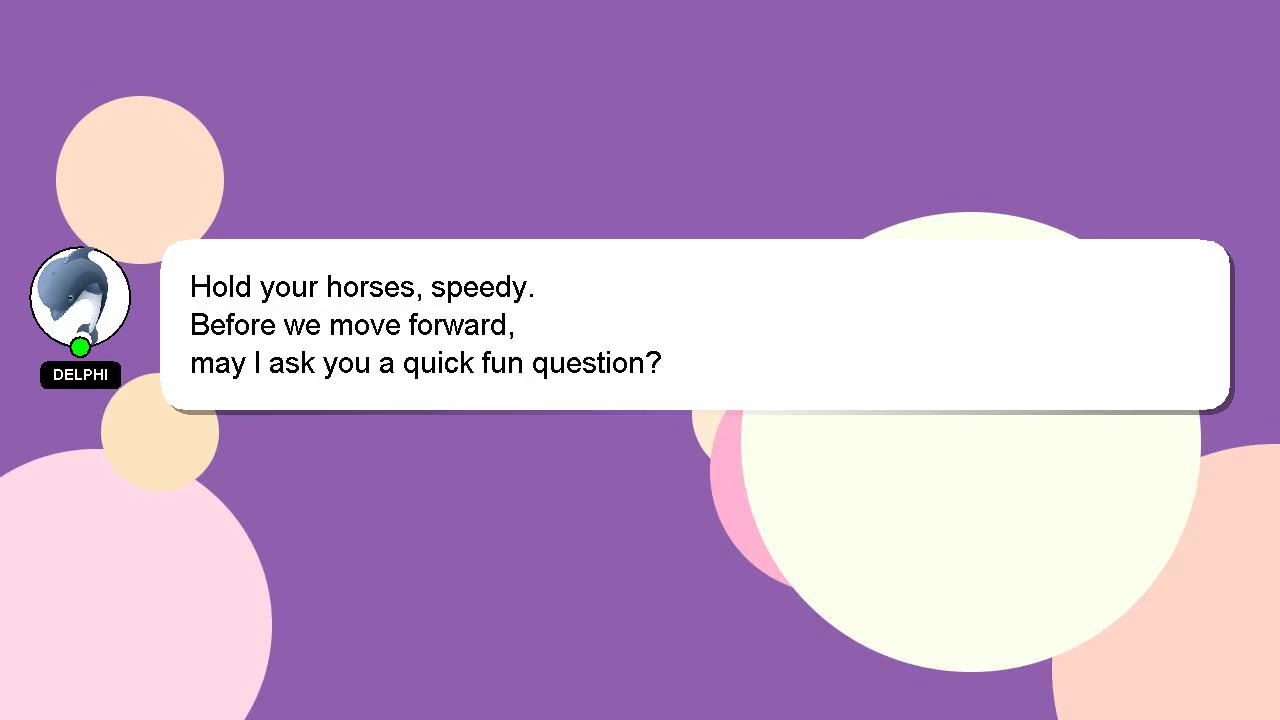 Hold your horses, speedy.
Before we move forward,
may I ask you a quick fun question?
DELPHI